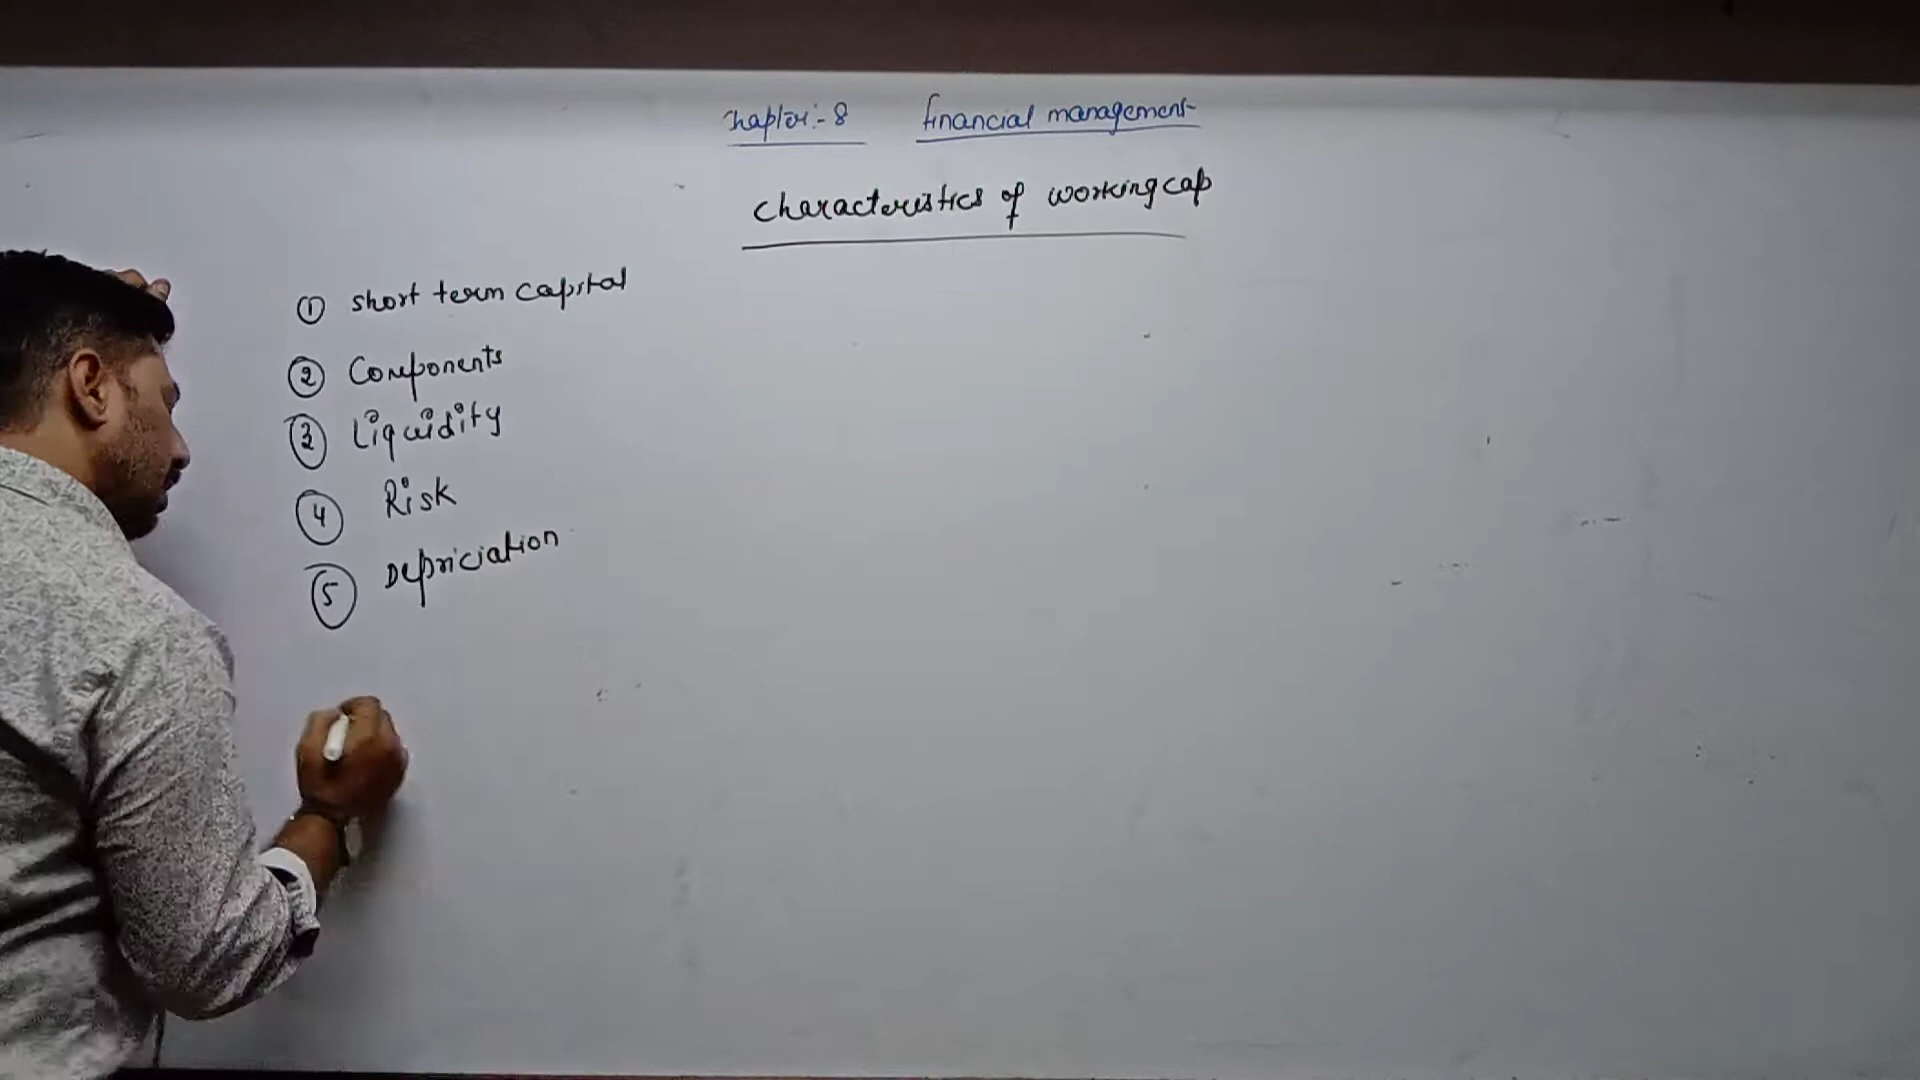 Chapter:- 8 financial management
Characteristics of working cap
① short term capital
② Components
③ Liquidity
④ Risk
⑤ Depriciation